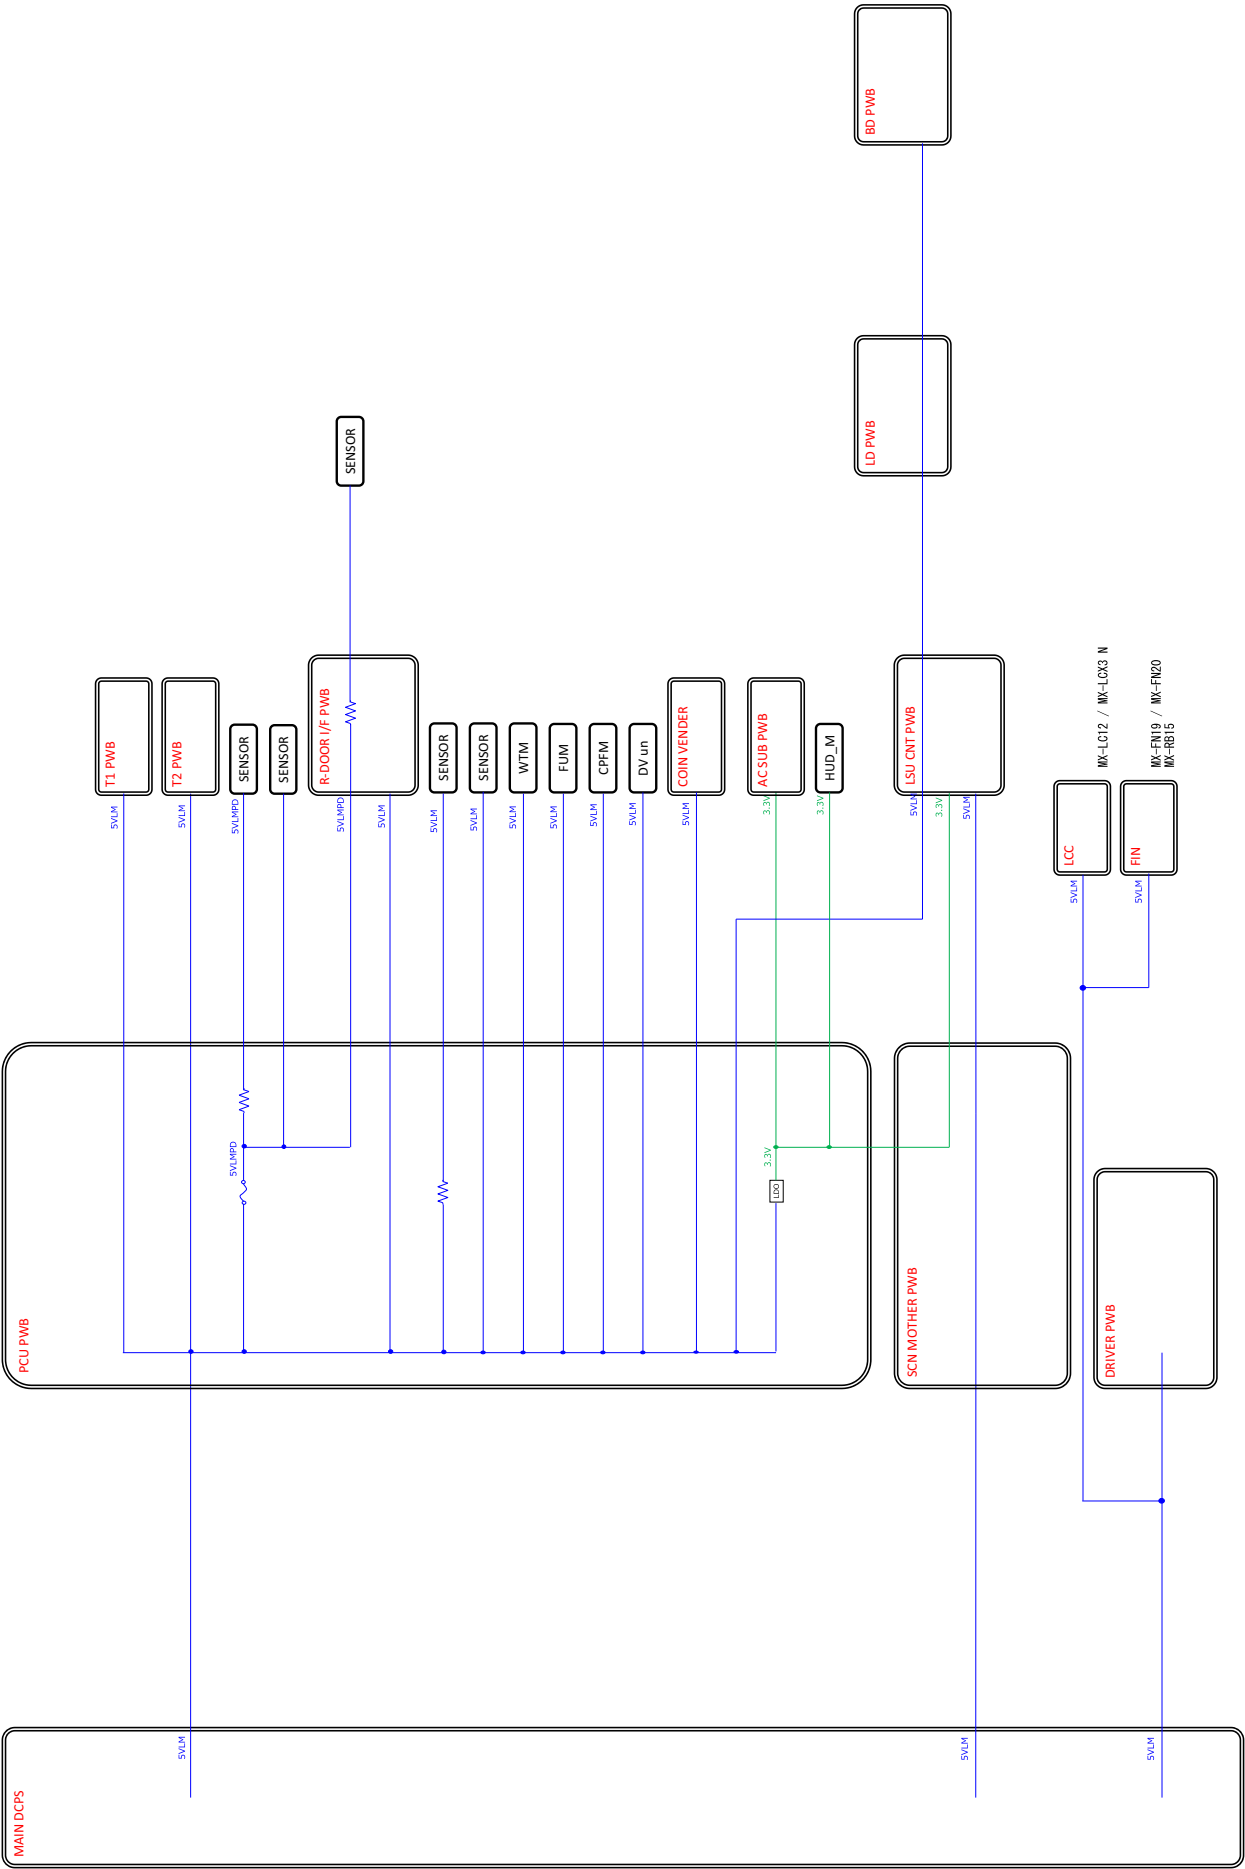 BD PWB
LD PWB
SENSOR
T1 PWB
T2 PWB
SENSOR
SENSOR
R-DOOR I/F PWB
SENSOR
SENSOR
WTM
FUM
CPFM
DV un
COIN VENDER
AC SUB PWB
HUD_M
LSU CNT PWB
MX-LC12 / MX-LCX3 N
MX-FN19 / MX-FN20
MX-RB15
LCC
FIN
5VLM
5VLM
5VLMPD
5VLMPD
5VLM
5VLM
5VLM
5VLM
5VLM
5VLM
5VLM
5VLM
3.3V
3.3V
5VLM
3.3V
5VLM
5VLM
5VLM
5VLMPD
3.3V
LDO
PCU PWB
SCN MOTHER PWB
DRIVER PWB
5VLM
5VLM
5VLM
MAIN DCPS